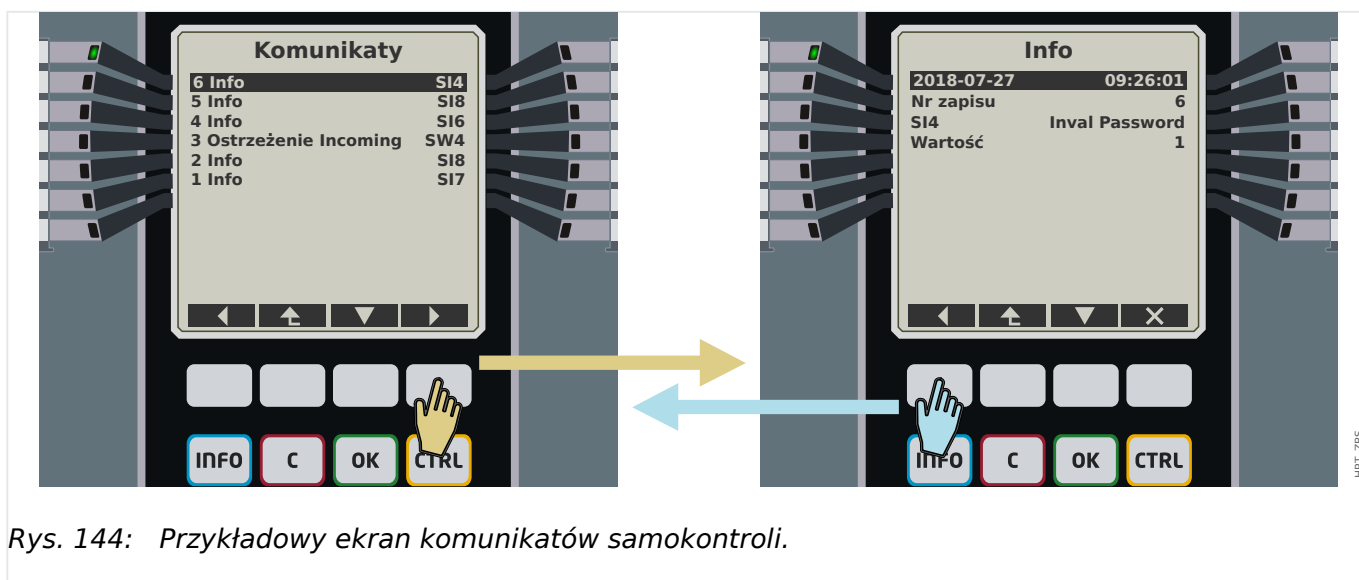 Komunikaty
6 Info SI4
5 Info SI8
4 Info SI6
3 Ostrzeżenie Incoming SW4
2 Info SI8
1 Info SI7
INFO C OK CTRL
Info
2018-07-27 09:26:01
Nr zapisu 6
SI4 Inval Password
Wartość 1
INFO C OK CTRL
Rys. 144: Przykładowy ekran komunikatów samokontroli.